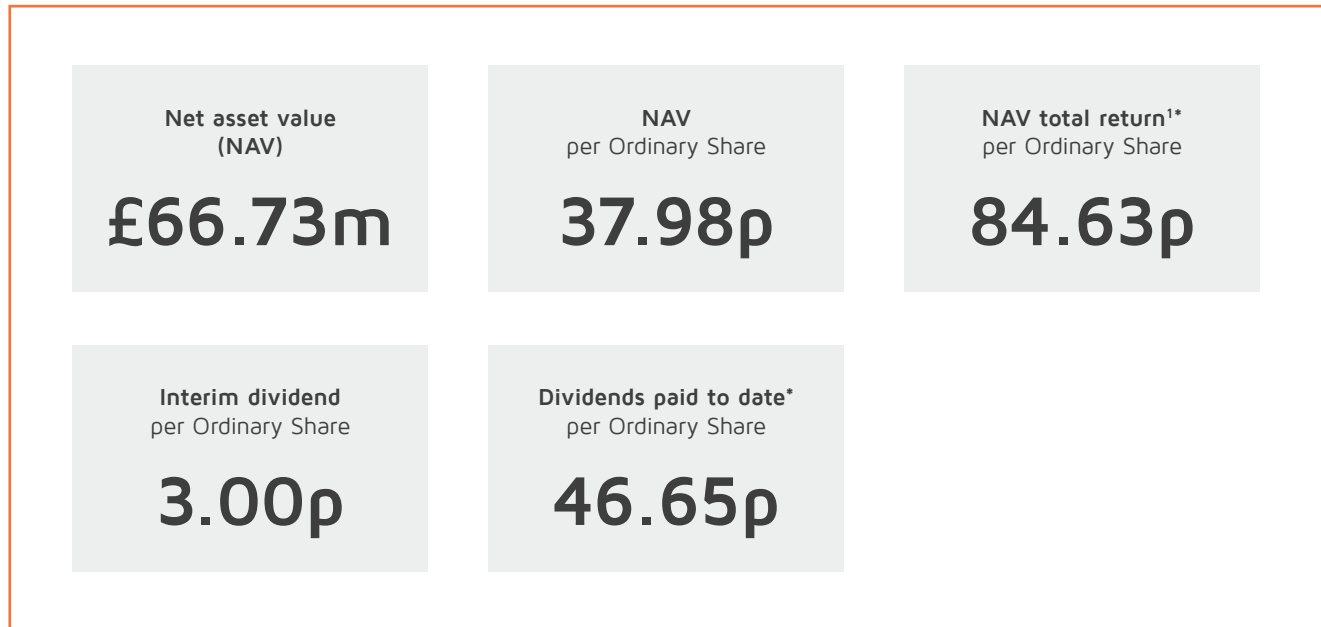 Net asset value
(NAV)
£66.73m
NAV
per Ordinary Share
37.98p
NAV total return¹*
per Ordinary Share
84.63p
Interim dividend
per Ordinary Share
3.00p
Dividends paid to date*
per Ordinary Share
46.65p